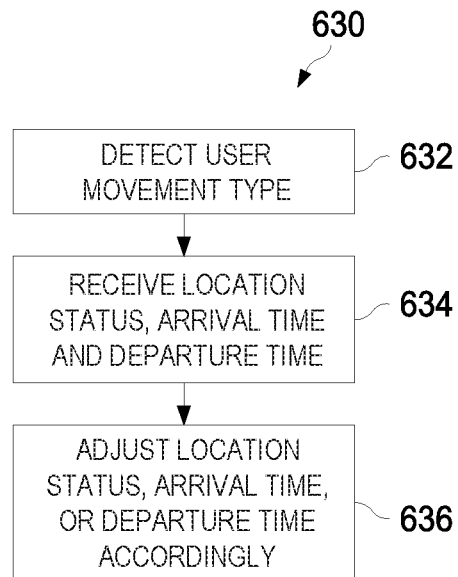 630
DETECT USER
MOVEMENT TYPE
632
RECEIVE LOCATION
STATUS, ARRIVAL TIME
AND DEPARTURE TIME
634
ADJUST LOCATION
STATUS, ARRIVAL TIME,
OR DEPARTURE TIME
ACCORDINGLY
636